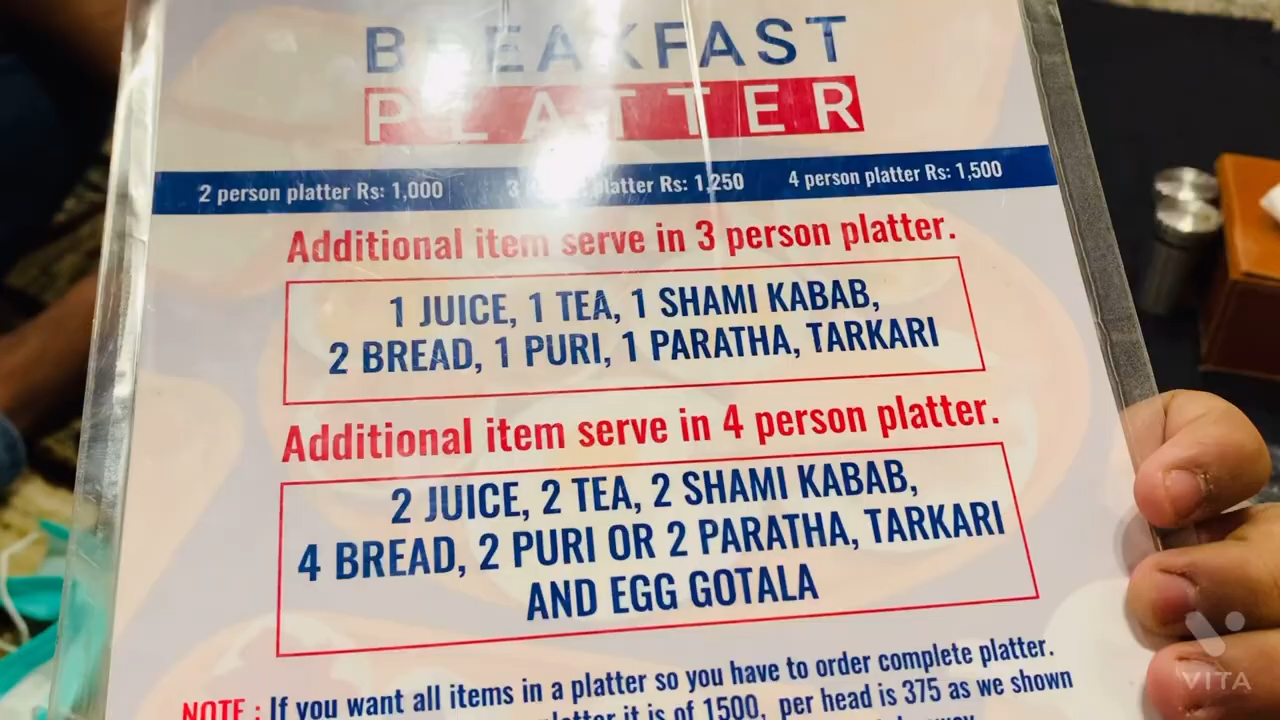 BREAKFAST
PLATTER
2 person platter Rs: 1,000 3 platter Rs: 1,250 4 person platter Rs: 1,500
Additional item serve in 3 person platter.
1 JUICE, 1 TEA, 1 SHAMI KABAB,
2 BREAD, 1 PURI, 1 PARATHA, TARKARI
Additional item serve in 4 person platter.
2 JUICE, 2 TEA, 2 SHAMI KABAB,
4 BREAD, 2 PURI OR 2 PARATHA, TARKARI
AND EGG GOTALA
NOTE : If you want all items in a platter so you have to order complete platter.
it is of 1500, per head is 375 as we shown
VITA